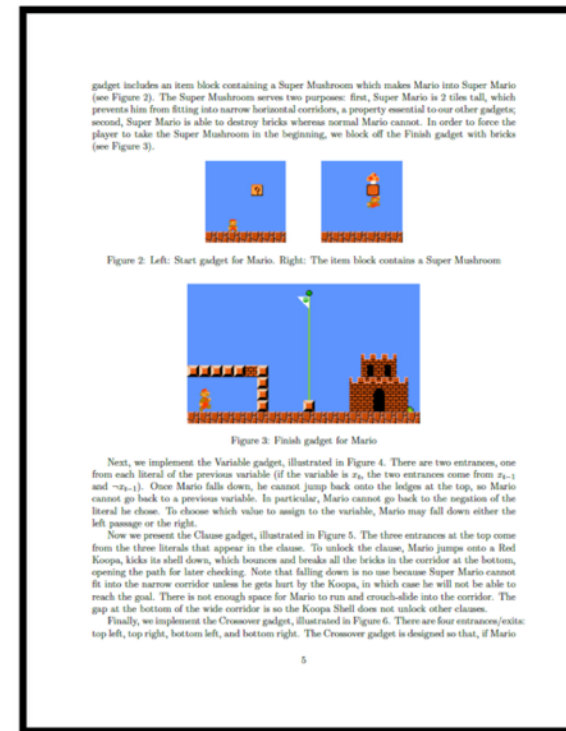 gadget includes an item block containing a Super Mushroom which makes Mario into Super Mario
(see Figure 2). The Super Mushroom serves two purposes: first, Super Mario is 2 tiles tall, which
prevents him from fitting into narrow horizontal corridors, a property essential to our other gadgets;
second, Super Mario is able to destroy bricks whereas normal Mario cannot. In order to force the
player to take the Super Mushroom in the beginning, we block off the Finish gadget with bricks
(see Figure 3).
?
Figure 2: Left: Start gadget for Mario. Right: The item block contains a Super Mushroom
Figure 3: Finish gadget for Mario
Next, we implement the Variable gadget, illustrated in Figure 4. There are two entrances, one
from each literal of the previous variable (if the variable is xₖ, the two entrances come from xₖ₋₁
and ¬xₖ₋₁). Once Mario falls down, he cannot jump back onto the ledges at the top, so Mario
cannot go back to a previous variable. In particular, Mario cannot go back to the negation of the
literal he chose. To choose which value to assign to the variable, Mario may fall down either the
left passage or the right.
Now we present the Clause gadget, illustrated in Figure 5. The three entrances at the top come
from the three literals that appear in the clause. To unlock the clause, Mario jumps onto a Red
Koopa, kicks its shell down, which bounces and breaks all the bricks in the corridor at the bottom,
opening the path for later checking. Note that falling down is no use because Super Mario cannot
fit into the narrow corridor unless he gets hurt by the Koopa, in which case he will not be able to
reach the goal. There is not enough space for Mario to run and crouch-slide into the corridor. The
gap at the bottom of the wide corridor is so the Koopa Shell does not unlock other clauses.
Finally, we implement the Crossover gadget, illustrated in Figure 6. There are four entrances/exits:
top left, top right, bottom left, and bottom right. The Crossover gadget is designed so that, if Mario
5